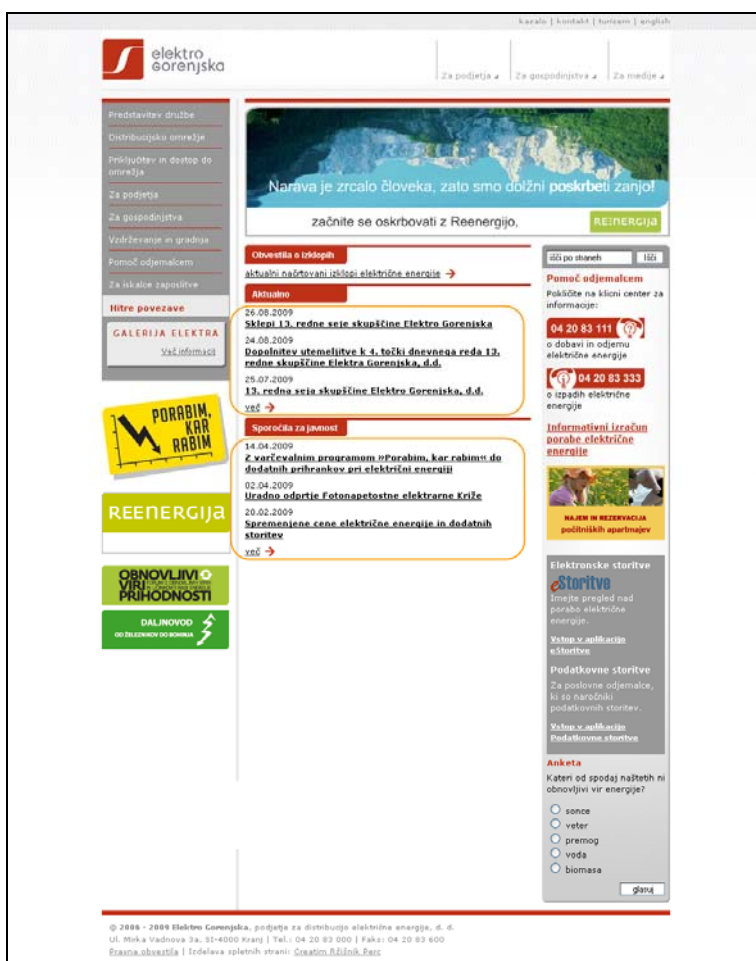 kazalo | kontakt | turizem | english
elektro
Gorenjska
Za podjetja
Za gospodinjstva
Za medije
Predstavitev družbe
Distribucijsko omrežje
Priključitev in dostop do
omrežja
Za podjetja
Za gospodinjstva
Vzdrževanje in gradnja
Pomoč odjemalcem
Za iskalce zaposlitve
Hitre povezave
GALERIJA ELEKTRA
Več informacij
PORABIM,
KAR
RABIM
REENERGIJA
OBNOVLJIVI
VIRI
PRIHODNOSTI
DALJNOVOD
OD ŽELEZNIKOV DO BOHINJA
Narava je zrcalo človeka, zato smo dolžni poskrbeti zanjo!
začnite se oskrbovati z Reenergijo.
REENERGIJA
Obvestila o izklopih
aktualni načrtovani izklopi električne energije
Aktualno
26.08.2009
Sklepi 13. redne seje skupščine Elektro Gorenjska
24.08.2009
Dopolnitev utemeljitve k 4. točki dnevnega reda 13.
redne skupščine Elektra Gorenjska, d.d.
25.07.2009
13. redna seja skupščine Elektro Gorenjska, d.d.
več
Sporočila za javnost
14.04.2009
Z varčevalnim programom »Porabim, kar rabim« do
dodatnih prihrankov pri električni energiji
02.04.2009
Uradno odprtje Fotonapetostne elektrarne Križe
20.02.2009
Spremenjene cene električne energije in dodatnih
storitev
več
išči po straneh
Išči
Pomoč odjemalcem
Pokličite na klicni center za
informacije:
04 20 83 111
o dobavi in odjemu
električne energije
04 20 83 333
o izpadih električne
energije
Informativni izračun
porabe električne
energije
NAJEM IN REZERVACIJA
počitniških apartmajev
Elektronske storitve
eStoritve
Imejte pregled nad
porabo električne
energije.
Vstop v aplikacijo
eStoritve
Podatkovne storitve
Za poslovne odjemalce,
ki so naročniki
podatkovnih storitev.
Vstop v aplikacijo
Podatkovne storitve
Anketa
Kateri od spodaj naštetih ni
obnovljivi vir energije?
sonce
veter
premog
voda
biomasa
glasuj
© 2006 - 2009 Elektro Gorenjska, podjetje za distribucijo električne energije, d. d.
Ul. Mirka Vadnova 3a, SI-4000 Kranj | Tel.: 04 20 83 000 | Faks: 04 20 83 600
Pravna obvestila | Izdelava spletnih strani: Creatim Ržišnik Perc